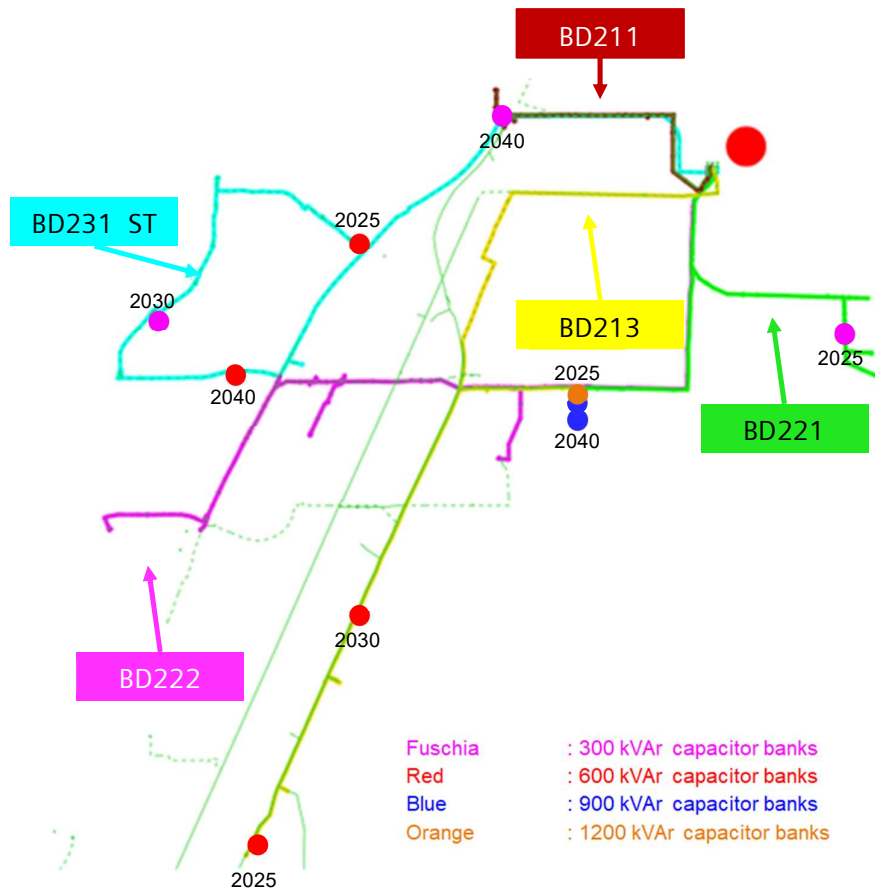 BD211
2040
BD231 ST
2025
2030
BD213
2025
2025
2040
2040
BD221
2030
BD222
Fuschia : 300 kVAr capacitor banks
Red : 600 kVAr capacitor banks
Blue : 900 kVAr capacitor banks
Orange : 1200 kVAr capacitor banks
2025